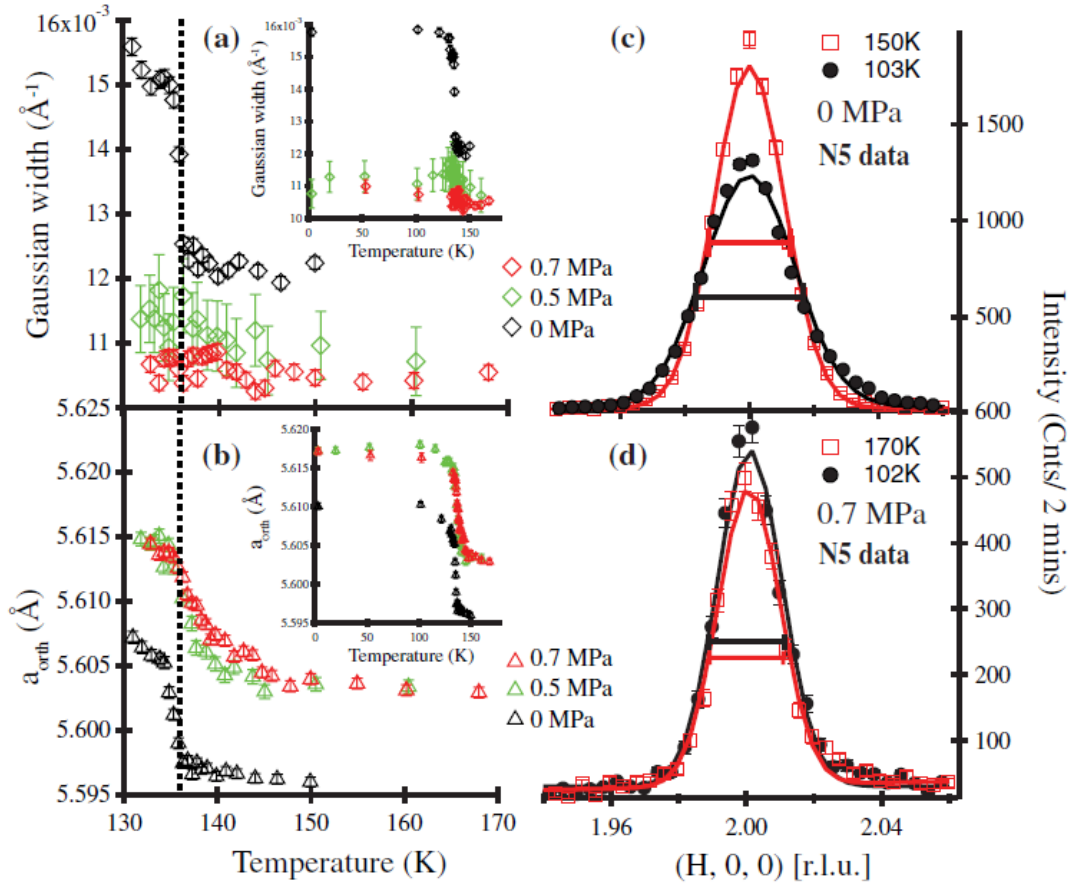 (a)
16x10⁻³
15
14
13
12
11
Gaussian width (Å⁻¹)
16x10⁻³
15
14
13
12
11
10
Gaussian width (Å⁻¹)
0
50
100
150
Temperature (K)
0.7 MPa
0.5 MPa
0 MPa
(b)
5.625
5.620
5.615
5.610
5.605
5.600
5.595
a_orth (Å)
5.620
5.615
5.610
5.605
5.600
5.595
a_orth (Å)
0
50
100
150
Temperature (K)
0.7 MPa
0.5 MPa
0 MPa
130
140
150
160
170
Temperature (K)
(c)
150K
103K
0 MPa
N5 data
1500
1000
500
600
(d)
170K
102K
0.7 MPa
N5 data
500
400
300
200
100
Intensity (Cnts/ 2 mins)
1.96
2.00
2.04
(H, 0, 0) [r.l.u.]